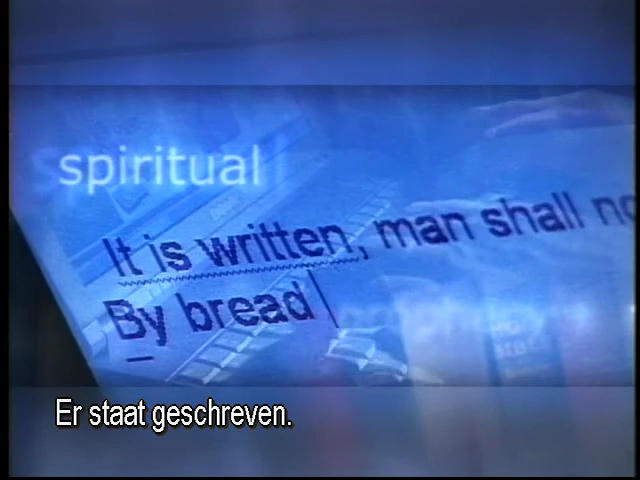 spiritual
It is written, man shall no
By bread
Er staat geschreven.